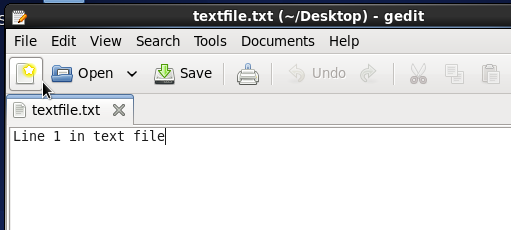 textfile.txt (~/Desktop) - gedit
File Edit View Search Tools Documents Help
Open Save Undo
textfile.txt
Line 1 in text file